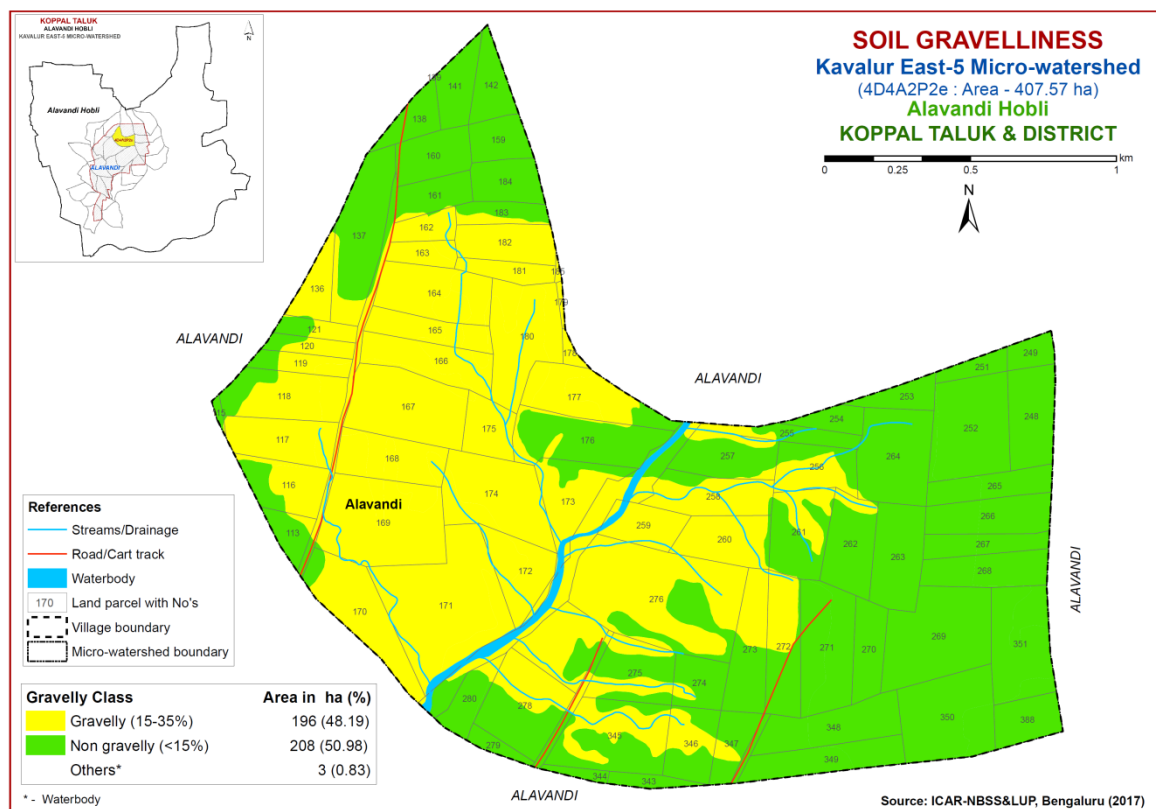 KOPPAL TALUK
ALAVANDI HOBLI
KAVALUR EAST-5 MICRO-WATERSHED
N
Alavandi Hobli
ALAVANDI
SOIL GRAVELLINESS
Kavalur East-5 Micro-watershed
(4D4A2P2e : Area - 407.57 ha)
Alavandi Hobli
KOPPAL TALUK & DISTRICT
km
0 0.25 0.5 1
N
141 142
138 159
160
184
161
183
162
137 182
163
181
136 164 179
121 165 180
120 178
119 166
118 177
167
175
117 176
168
116 174 173
Alavandi
169
113
172
170 171
ALAVANDI
ALAVANDI
249
251
253
254 252 248
255
257 264
256 265
258
259 266
260 261 262 263 267
268
276
ALAVANDI
273 272 271 270 269 351
275 274
280 278
348 350 388
345 346 347
279 349
344 343
ALAVANDI
References
Streams/Drainage
Road/Cart track
Waterbody
170 Land parcel with No's
Village boundary
Micro-watershed boundary
Gravelly Class Area in ha (%)
Gravelly (15-35%) 196 (48.19)
Non gravelly (<15%) 208 (50.98)
Others* 3 (0.83)
* - Waterbody
Source: ICAR-NBSS&LUP, Bengaluru (2017)